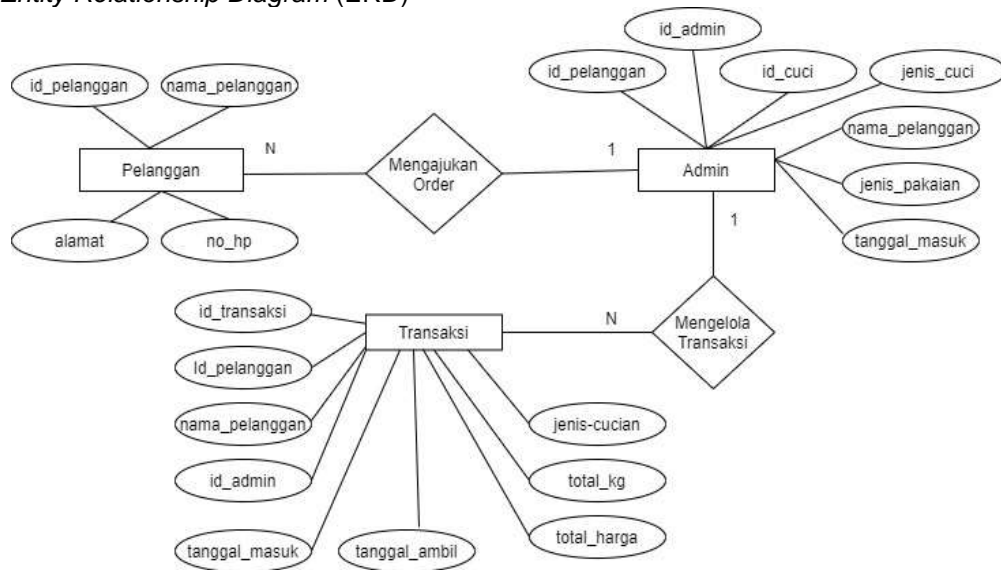 Entity Relationship Diagram (ERD)
id_admin
id_pelanggan
nama_pelanggan
id_pelanggan
id_cuci
jenis_cuci
nama_pelanggan
Pelanggan
N
Mengajukan
Order
1
Admin
jenis_pakaian
alamat
no_hp
1
tanggal_masuk
id_transaksi
Transaksi
N
Mengelola
Transaksi
Id_pelanggan
nama_pelanggan
jenis-cucian
id_admin
total_kg
tanggal_masuk
tanggal_ambil
total_harga